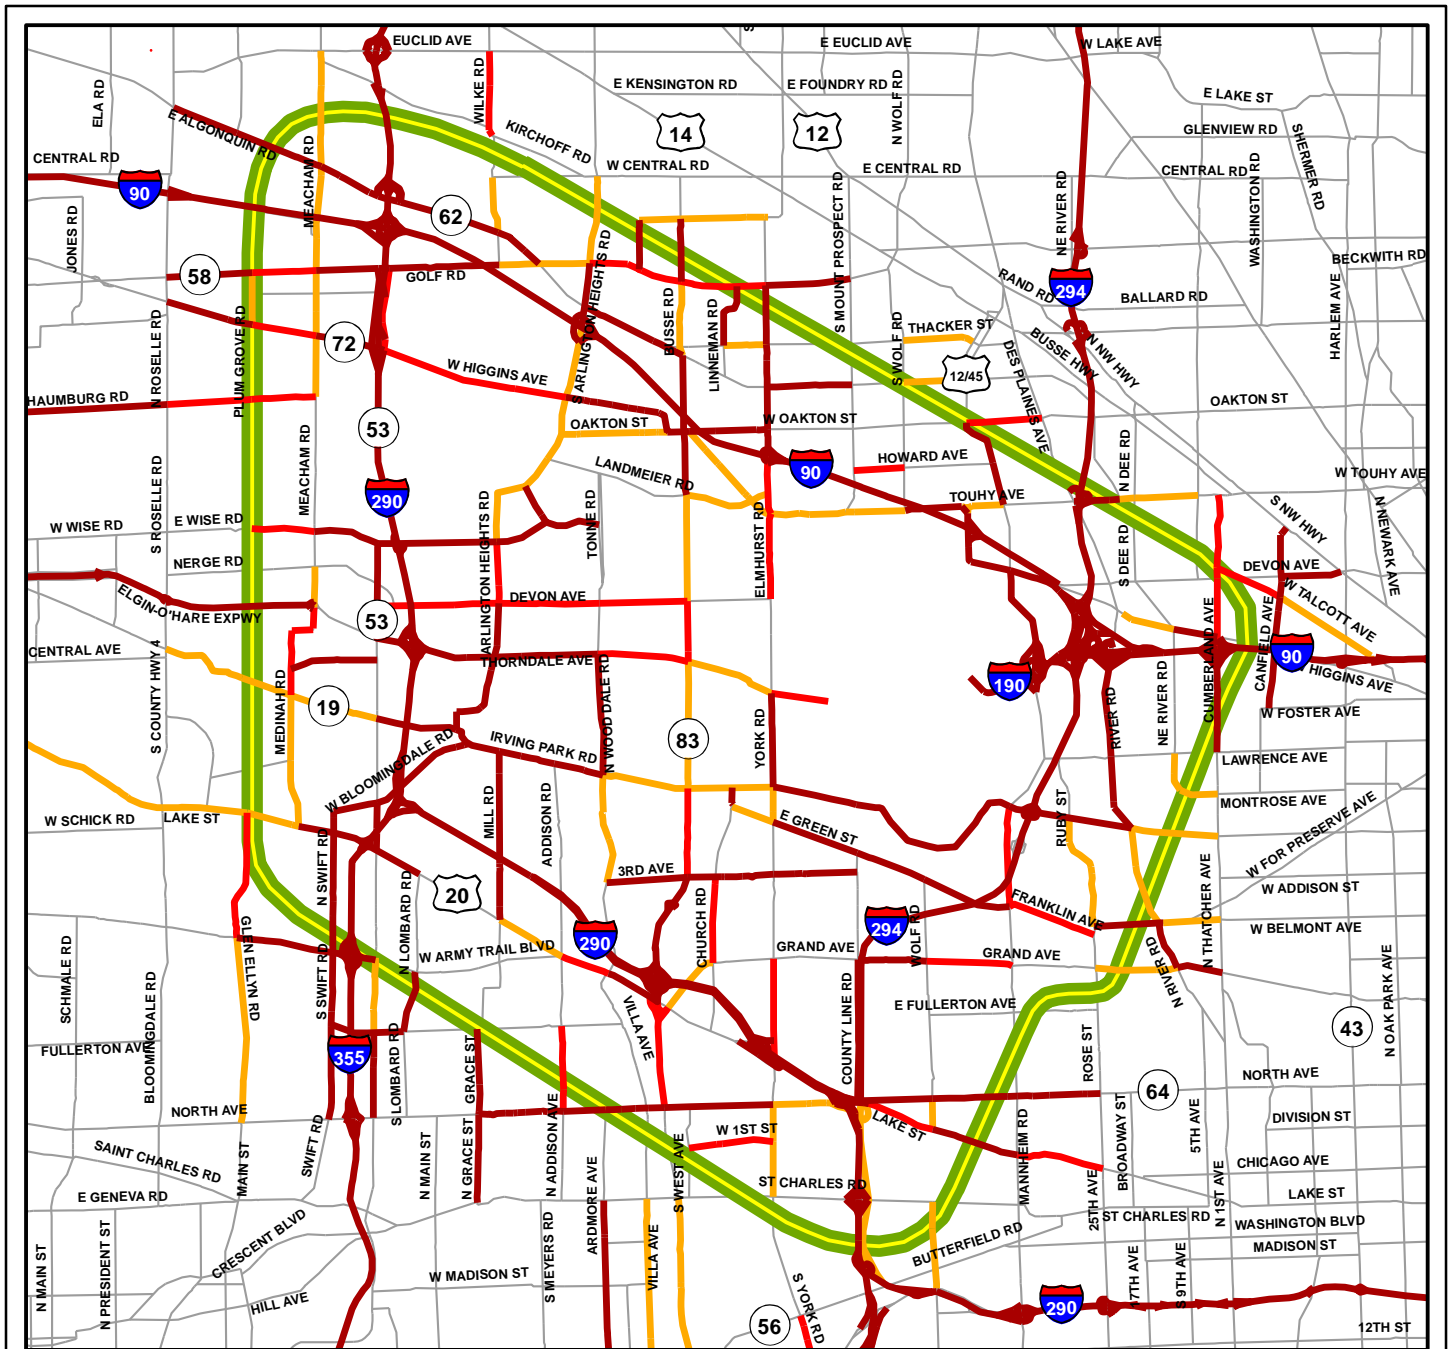 EUCLID AVE
E EUCLID AVE
W LAKE AVE
ELA RD
WILKE RD
E KENSINGTON RD
E FOUNDRY RD
N WOLF RD
E LAKE ST
E ALGONQUIN RD
KIRCHOFF RD
14
12
GLENVIEW RD
SHERMER RD
CENTRAL RD
W CENTRAL RD
E CENTRAL RD
CENTRAL RD
WASHINGTON RD
90
MEACHAM RD
62
S MOUNT PROSPECT RD
NE RIVER RD
JONES RD
58
GOLF RD
S ARLINGTON HEIGHTS RD
RAND RD
294
BALLARD RD
BECKWITH RD
HARLEM AVE
N ROSELLE RD
PLUM GROVE RD
72
W HIGGINS AVE
BUSSE RD
LINNEMAN RD
S WOLF RD
THACKER ST
12/45
DES PLAINES AVE
BUSSE HWY
N NW HWY
HAUMBURG RD
53
OAKTON ST
W OAKTON ST
OAKTON ST
MEACHAM RD
LANDMEIER RD
90
HOWARD AVE
N DEE RD
W TOUHY AVE
S ROSELLE RD
290
TOUHY AVE
S NW HWY
N NEWARK AVE
W WISE RD
E WISE RD
ARLINGTON HEIGHTS RD
TONNE RD
ELMHURST RD
S DEE RD
NERGE RD
DEVON AVE
ELGIN-O'HARE EXPWY
53
DEVON AVE
W TALCOTT AVE
CENTRAL AVE
S COUNTY HWY 4
THORNDALE AVE
N WOOD DALE RD
CUMBERLAND AVE
CANFIELD AVE
90
HIGGINS AVE
MEDINAH RD
19
190
NE RIVER RD
RIVER RD
W FOSTER AVE
W BLOOMINGDALE RD
IRVING PARK RD
83
YORK RD
LAWRENCE AVE
W SCHICK RD
LAKE ST
N SWIFT RD
MILL RD
ADDISON RD
E GREEN ST
RUBY ST
MONTROSE AVE
W FOR PRESERVE AVE
20
3RD AVE
N THATCHER AVE
W ADDISON ST
N LOMBARD RD
CHURCH RD
FRANKLIN AVE
GLEN ELLYN RD
290
294
WOLF RD
W BELMONT AVE
SCHMALE RD
BLOOMINGDALE RD
S SWIFT RD
W ARMY TRAIL BLVD
GRAND AVE
GRAND AVE
N RIVER RD
N OAK PARK AVE
VILLA AVE
COUNTY LINE RD
E FULLERTON AVE
43
FULLERTON AVE
355
S LOMBARD RD
GRACE ST
ROSE ST
64
NORTH AVE
NORTH AVE
SWIFT RD
N MAIN ST
N GRACE ST
N ADDISON AVE
W 1ST ST
LAKE ST
MANNHEIM RD
BROADWAY ST
5TH AVE
DIVISION ST
SAINT CHARLES RD
MAIN ST
ARDMORE AVE
S WEST AVE
ST CHARLES RD
25TH AVE
N 1ST AVE
CHICAGO AVE
E GENEVA RD
LAKE ST
N MAIN ST
N PRESIDENT ST
CRESCENT BLVD
S MEYERS RD
VILLA AVE
BUTTERFIELD RD
ST CHARLES RD
WASHINGTON BLVD
MADISON ST
HILL AVE
W MADISON ST
S YORK RD
56
290
17TH AVE
S 9TH AVE
12TH ST